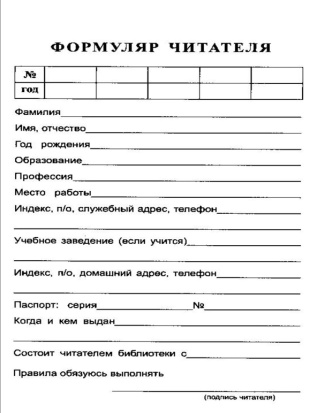 ФОРМУЛЯР ЧИТАТЕЛЯ
№
год
Фамилия
Имя, отчество
Год рождения
Образование
Профессия
Место работы
Индекс, п/о, служебный адрес, телефон
Учебное заведение (если учится)
Индекс, п/о, домашний адрес, телефон
Паспорт: серия №
Когда и кем выдан
Состоит читателем библиотеки с
Правила обязуюсь выполнять
(подпись читателя)